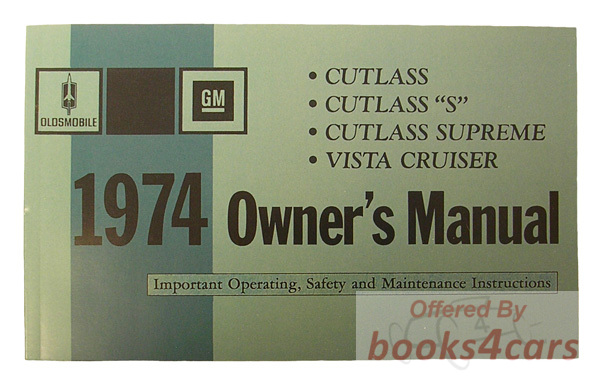 OLDSMOBILE
GM
• CUTLASS
• CUTLASS "S"
• CUTLASS SUPREME
• VISTA CRUISER
1974 Owner's Manual
Important Operating, Safety and Maintenance Instructions
Offered By
books4cars